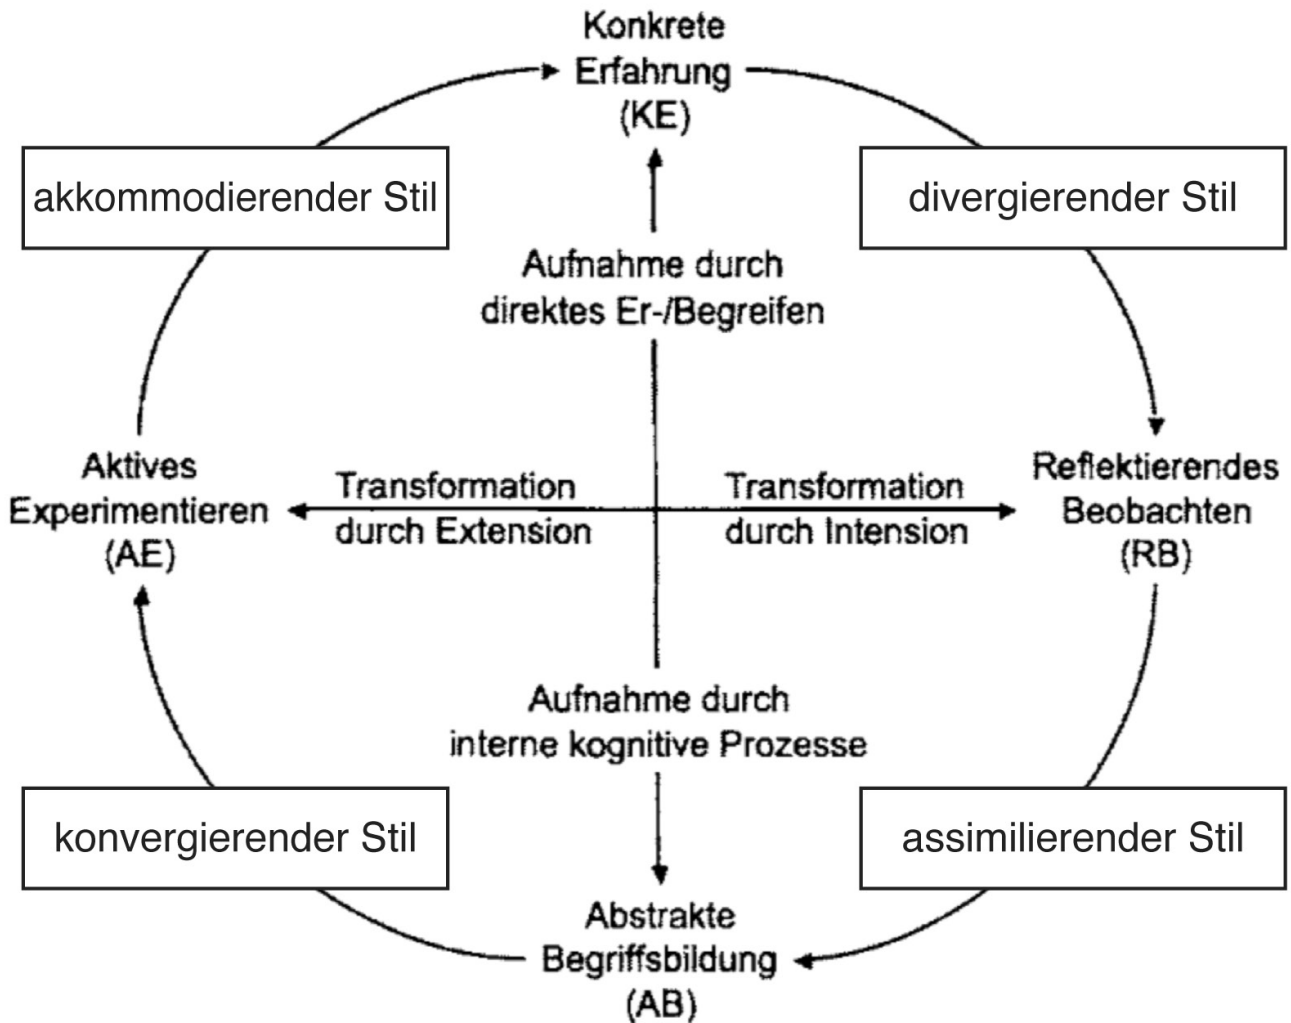 Konkrete
Erfahrung
(KE)
akkommodierender Stil
divergierender Stil
Aufnahme durch
direktes Er-/Begreifen
Aktives
Experimentieren
(AE)
Transformation
durch Extension
Transformation
durch Intension
Reflektierendes
Beobachten
(RB)
Aufnahme durch
interne kognitive Prozesse
konvergierender Stil
assimilierender Stil
Abstrakte
Begriffsbildung
(AB)